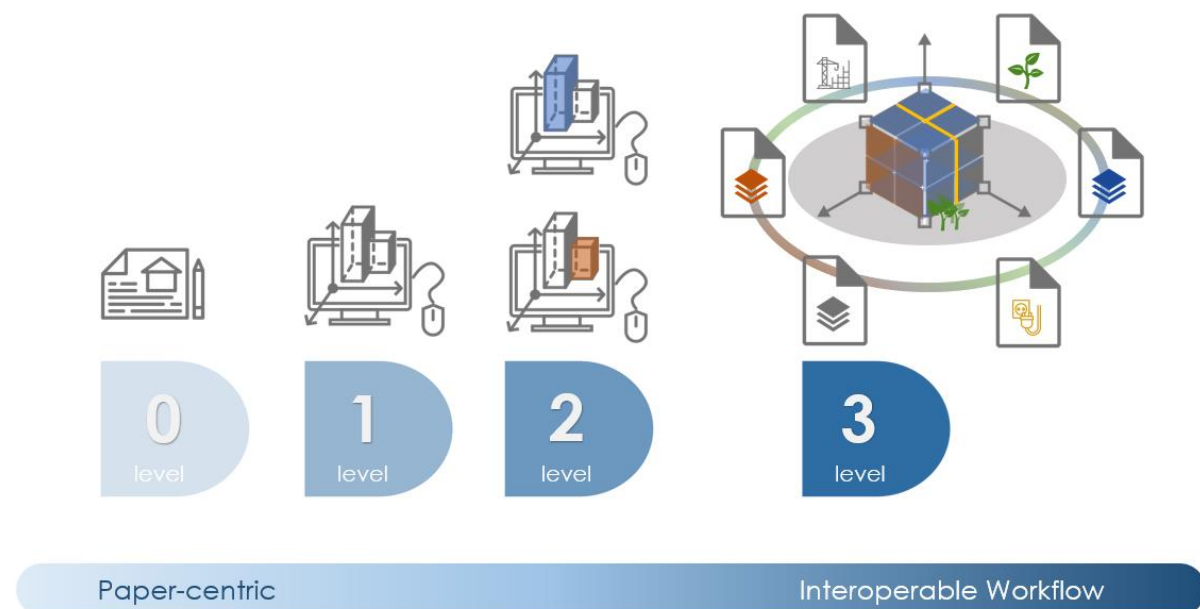 0
level
1
level
2
level
3
level
Paper-centric
Interoperable Workflow